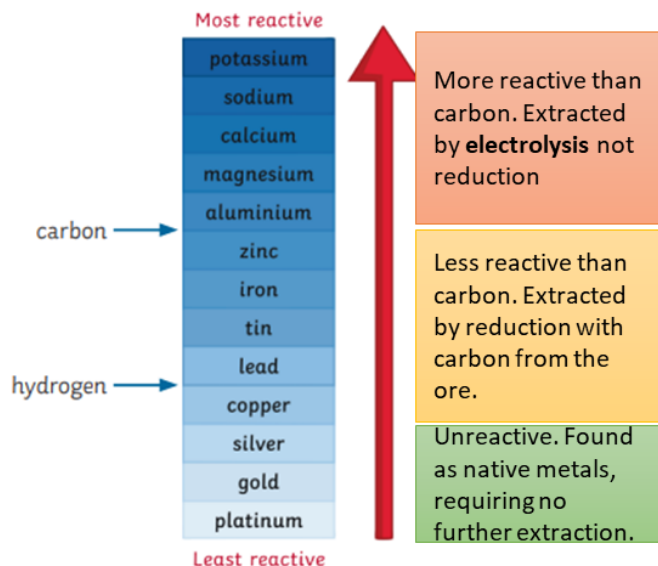 Most reactive
potassium
sodium
calcium
magnesium
aluminium
carbon
zinc
iron
tin
lead
hydrogen
copper
silver
gold
platinum
Least reactive
More reactive than
carbon. Extracted
by electrolysis not
reduction
Less reactive than
carbon. Extracted
by reduction with
carbon from the
ore.
Unreactive. Found
as native metals,
requiring no
further extraction.